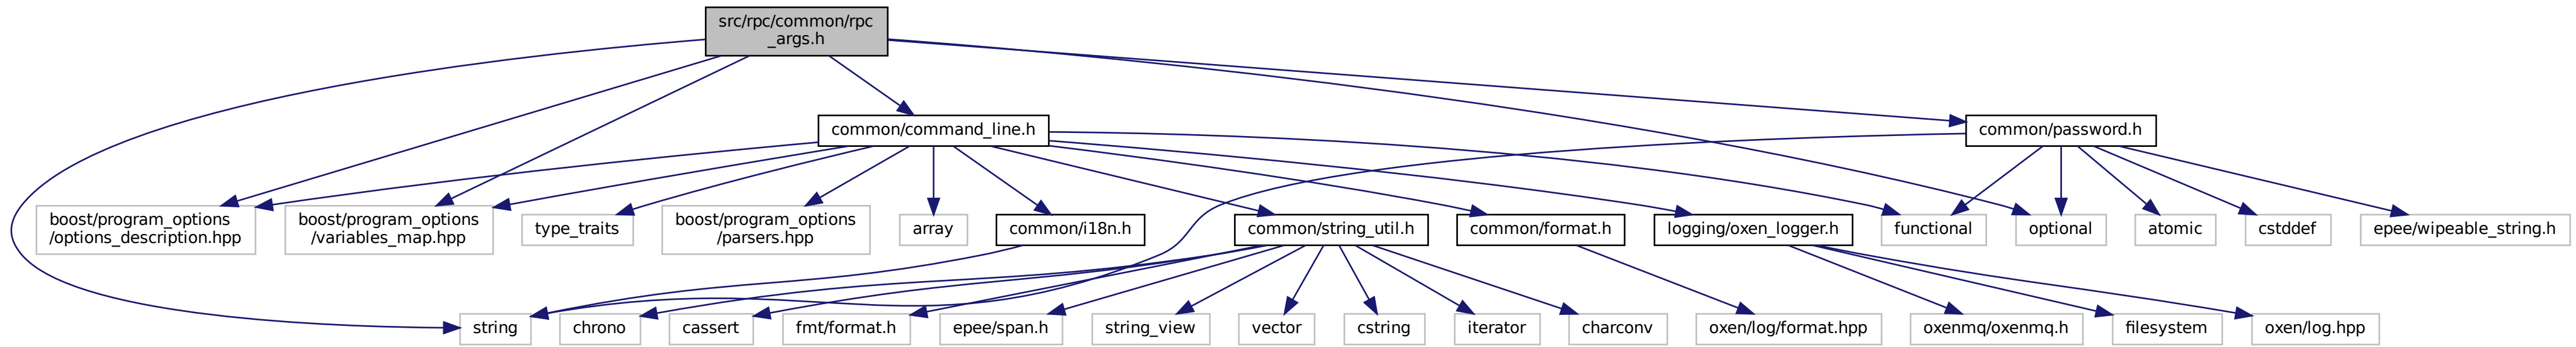 src/rpc/common/rpc
_args.h
common/command_line.h
common/password.h
boost/program_options
/options_description.hpp
boost/program_options
/variables_map.hpp
type_traits
boost/program_options
/parsers.hpp
array
common/i18n.h
common/string_util.h
common/format.h
logging/oxen_logger.h
functional
optional
atomic
cstddef
epee/wipeable_string.h
string
chrono
cassert
fmt/format.h
epee/span.h
string_view
vector
cstring
iterator
charconv
oxen/log/format.hpp
oxenmq/oxenmq.h
filesystem
oxen/log.hpp